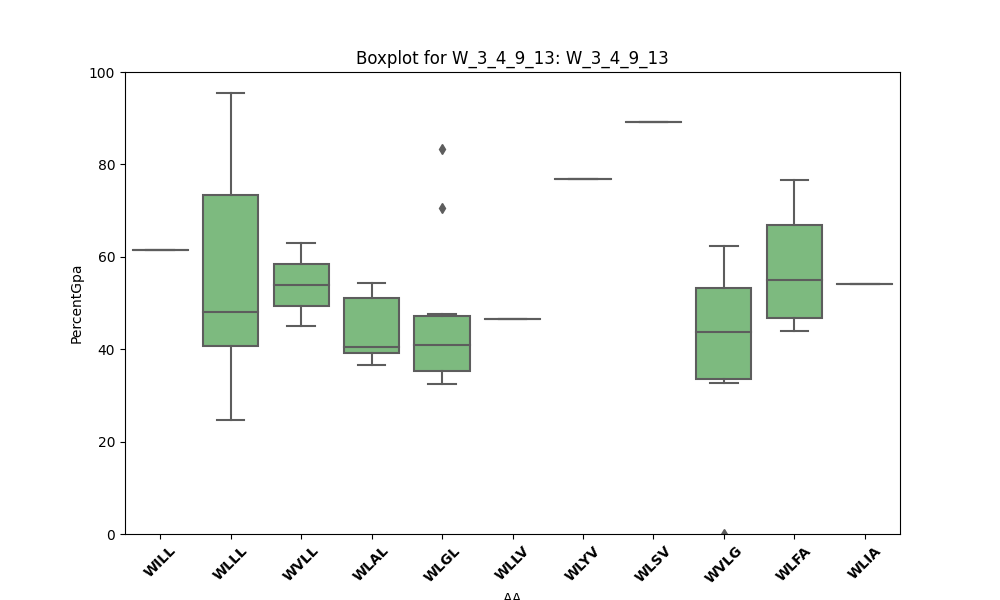 Boxplot for W_3_4_9_13: W_3_4_9_13
PercentGpa
100
80
60
40
20
0
WILL
WLLL
WVLL
WLAL
WLGL
WLLV
WLYV
WLSV
WVLG
WLFA
WLIA
AA